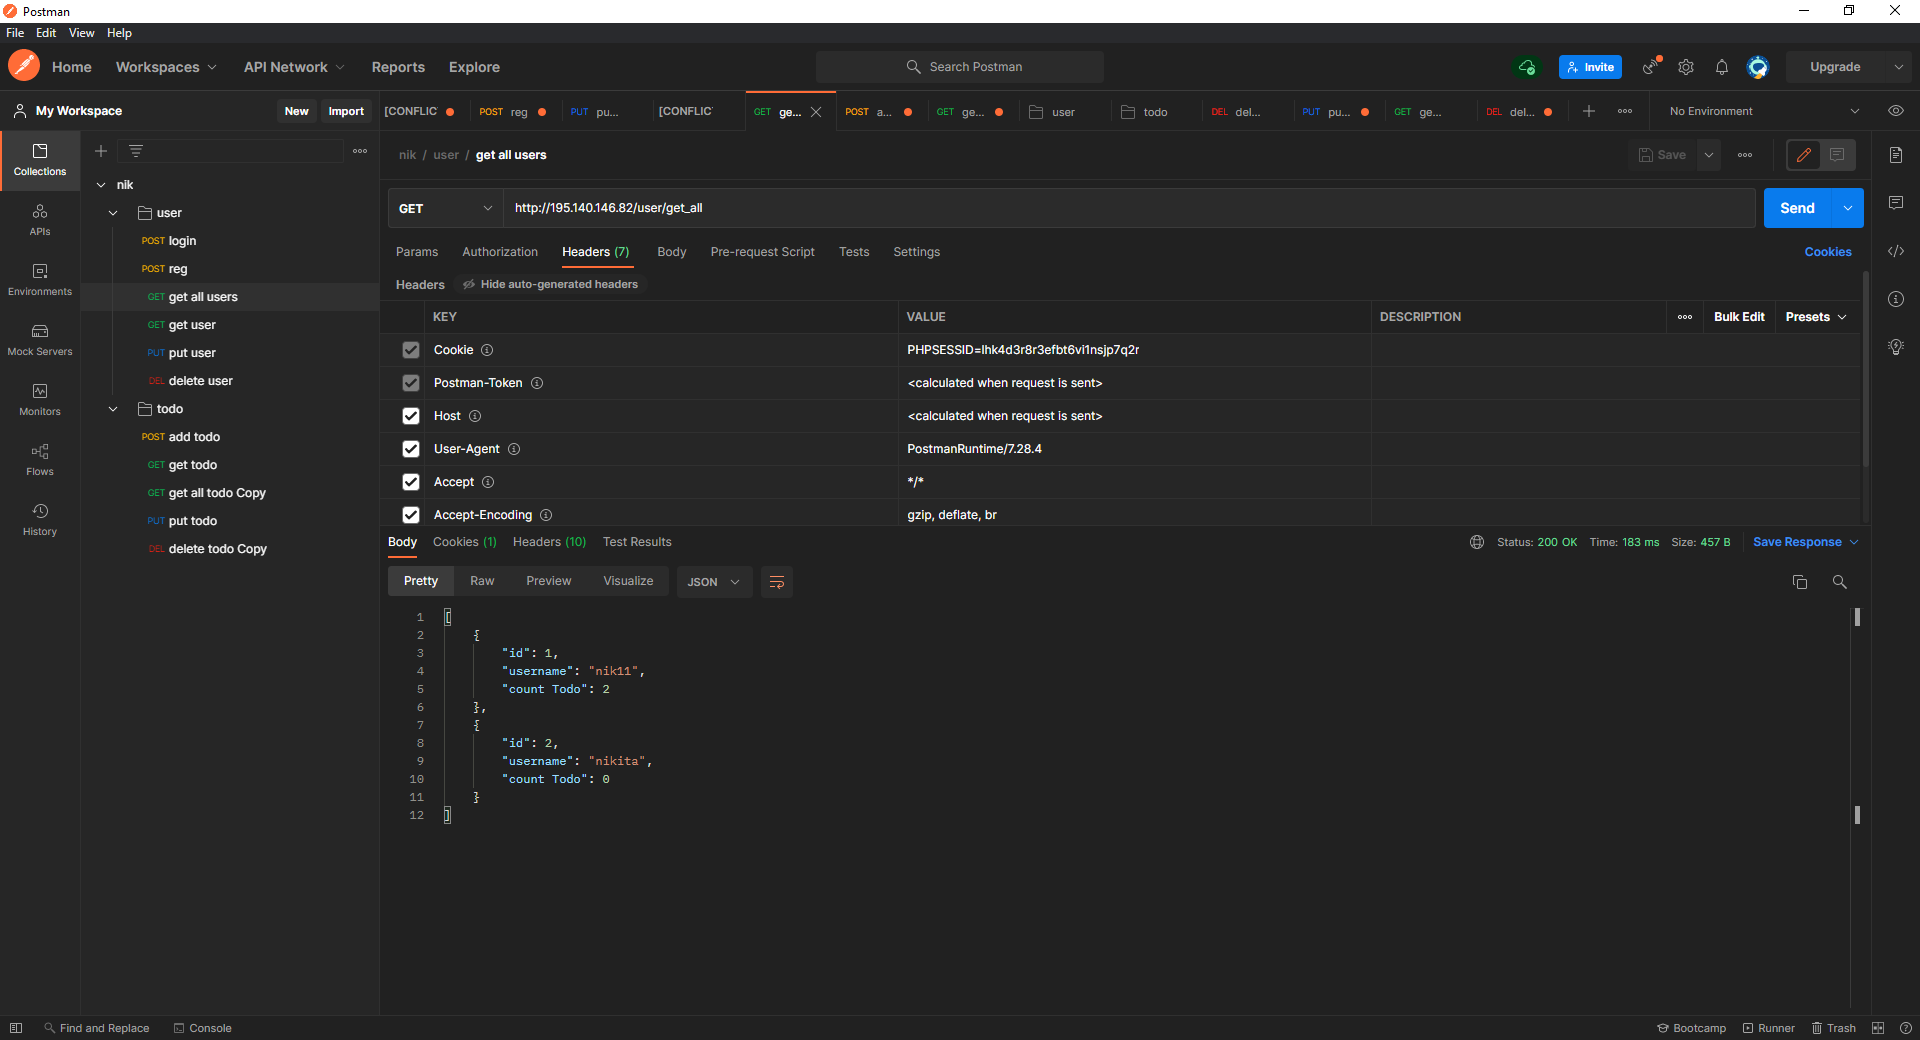 Postman
File Edit View Help
Home Workspaces API Network Reports Explore Search Postman Invite Upgrade
My Workspace New Import
[CONFLIC POST reg PUT pu... [CONFLIC GET ge... POST a... GET ge... user todo DEL del... PUT pu... GET ge... DEL del... No Environment
Collections
APIs
Environments
Mock Servers
Monitors
Flows
History
nik
user
POST login
POST reg
GET get all users
GET get user
PUT put user
DEL delete user
todo
POST add todo
GET get todo
GET get all todo Copy
PUT put todo
DEL delete todo Copy
nik / user / get all users Save
GET http://195.140.146.82/user/get_all Send
Params Authorization Headers (7) Body Pre-request Script Tests Settings Cookies
Headers Hide auto-generated headers
KEY VALUE DESCRIPTION Bulk Edit Presets
Cookie PHPSESSID=lhk4d3r8r3efbt6vi1nsjp7q2r
Postman-Token <calculated when request is sent>
Host <calculated when request is sent>
User-Agent PostmanRuntime/7.28.4
Accept */*
Accept-Encoding gzip, deflate, br
Body Cookies (1) Headers (10) Test Results Status: 200 OK Time: 183 ms Size: 457 B Save Response
Pretty Raw Preview Visualize JSON
1 [
2 {
3 "id": 1,
4 "username": "nik11",
5 "count Todo": 2
6 },
7 {
8 "id": 2,
9 "username": "nikita",
10 "count Todo": 0
11 }
12 ]
Find and Replace Console Bootcamp Runner Trash